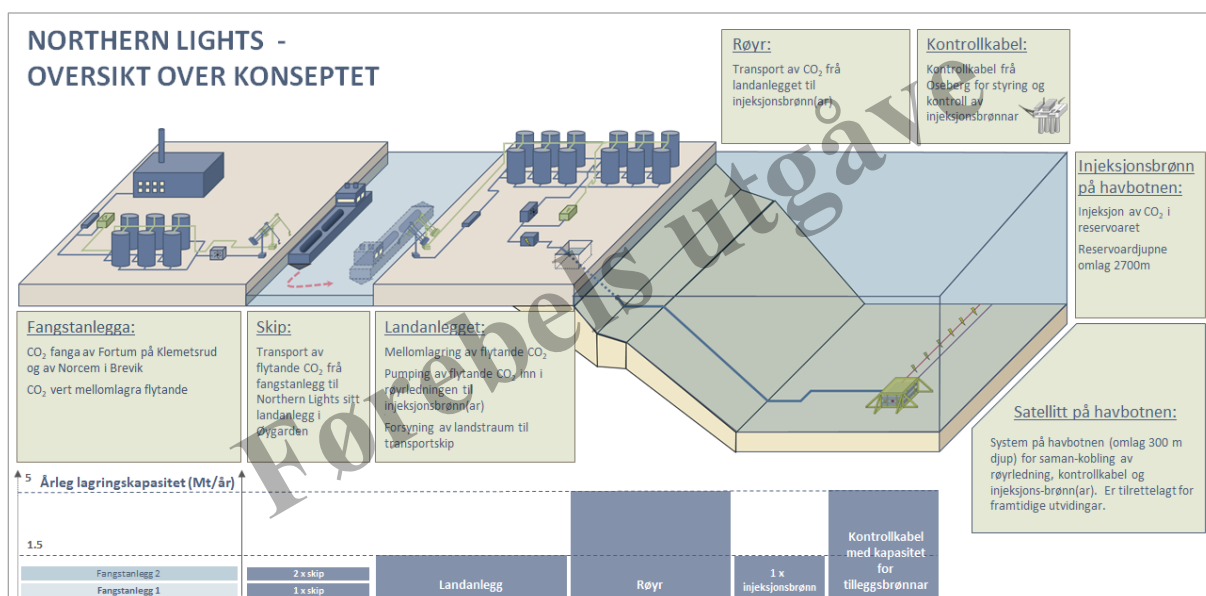 NORTHERN LIGHTS -
OVERSIKT OVER KONSEPTET
Røyr:
Transport av CO₂ frå
landanlegget til
injeksjonsbrønn(ar)
Kontrollkabel:
Kontrollkabel frå
Oseberg for styring og
kontroll av
injeksjonsbrønnar
Injeksjonsbrønn
på havbotnen:
Injeksjon av CO₂ i
reservoaret
Reservoardjupne
omlag 2700m
Fangstanlegga:
CO₂ fanga av Fortum på Klemetsrud
og av Norcem i Brevik
CO₂ vert mellomlagra flytande
Skip:
Transport av
flytande CO₂ frå
fangstanlegg til
Northern Lights sitt
landanlegg i
Øygarden
Landanlegget:
Mellomlagring av flytande CO₂
Pumping av flytande CO₂ inn i
røyrledningen til
injeksjonsbrønn(ar)
Forsyning av landstraum til
transportskip
Satellitt på havbotnen:
System på havbotnen (omlag 300 m
djup) for saman-kobling av
røyrledning, kontrollkabel og
injeksjons-brønn(ar). Er tilrettelagt for
framtidige utvidingar.
Førebels utgåve
5 Årleg lagringskapasitet (Mt/år)
1.5
Fangstanlegg 2
Fangstanlegg 1
2 x skip
1 x skip
Landanlegg
Røyr
1 x
injeksjonsbrønn
Kontrollkabel
med kapasitet
for
tilleggsbrønnar